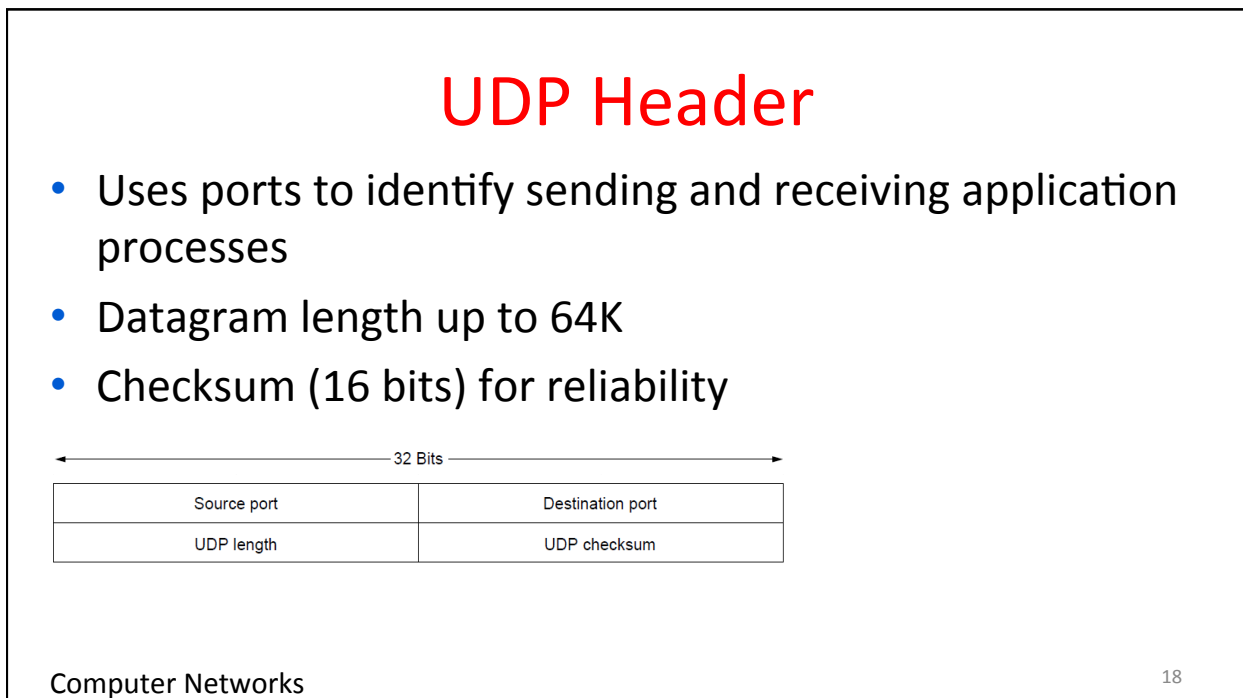 UDP Header
• Uses ports to identify sending and receiving application
processes
• Datagram length up to 64K
• Checksum (16 bits) for reliability
32 Bits
Source port Destination port
UDP length UDP checksum
Computer Networks 18